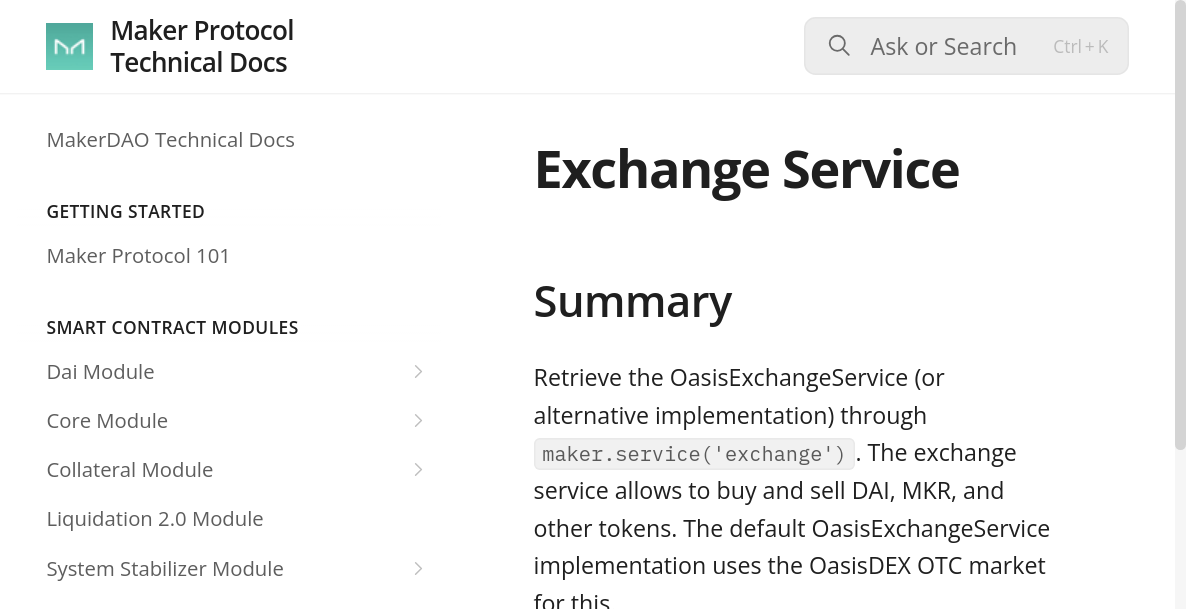 Maker Protocol
Technical Docs
Ask or Search
Ctrl + K
MakerDAO Technical Docs
GETTING STARTED
Maker Protocol 101
SMART CONTRACT MODULES
Dai Module
Core Module
Collateral Module
Liquidation 2.0 Module
System Stabilizer Module
Exchange Service
Summary
Retrieve the OasisExchangeService (or
alternative implementation) through
maker.service('exchange') . The exchange
service allows to buy and sell DAI, MKR, and
other tokens. The default OasisExchangeService
implementation uses the OasisDEX OTC market
for this.